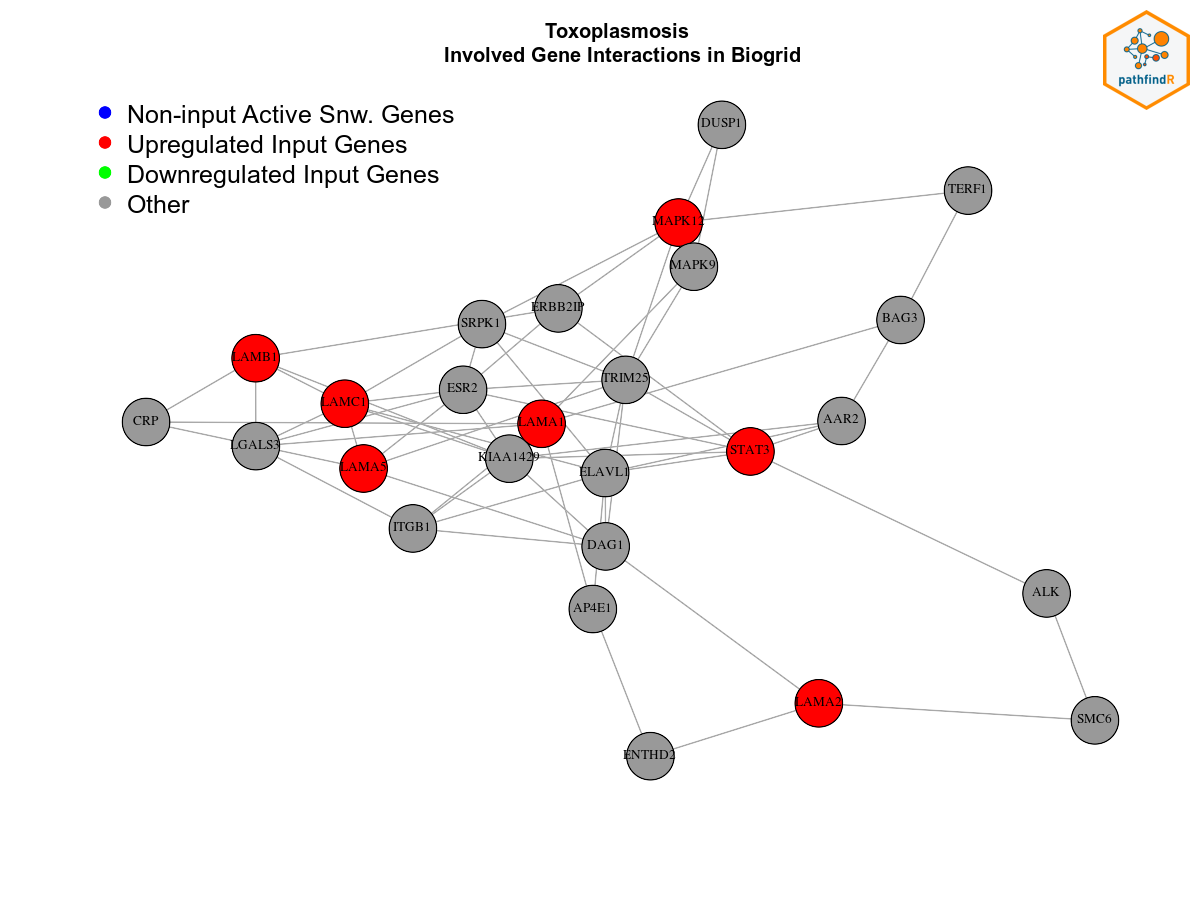 Toxoplasmosis
Involved Gene Interactions in Biogrid
pathfindR
Non-input Active Snw. Genes
Upregulated Input Genes
Downregulated Input Genes
Other
DUSP1
TERF1
MAPK12
MAPK9
ERBB2IP
SRPK1
BAG3
LAMB1
TRIM25
ESR2
LAMC1
CRP
LAMA1
AAR2
LGALS3
KIAA1429
STAT3
LAMA5
ELAVL1
ITGB1
DAG1
ALK
AP4E1
LAMA2
SMC6
ENTHD2